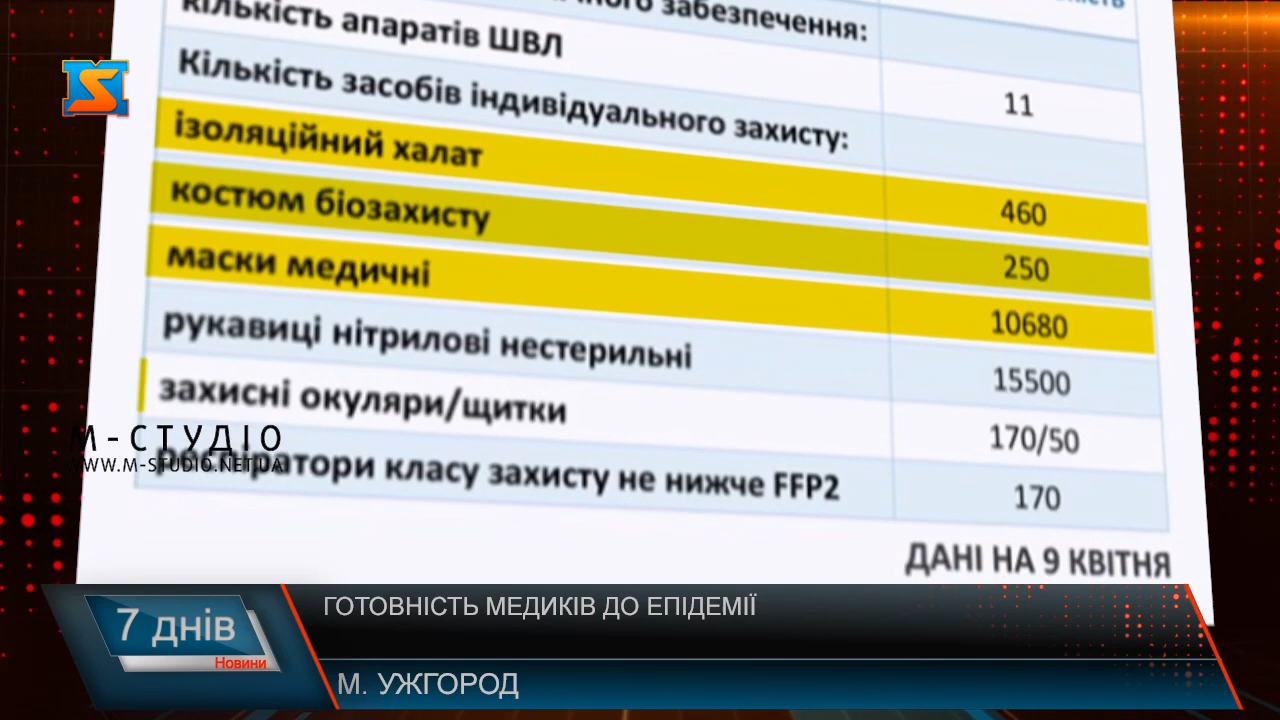 забезпечення:
кількість апаратів ШВЛ 11
Кількість засобів індивідуального захисту:
ізоляційний халат 460
костюм біозахисту 250
маски медичні 10680
рукавиці нітрилові нестерильні 15500
захисні окуляри/щитки 170/50
М-СТУДІО
WWW.M-STUDIO.NET.UA
респіратори класу захисту не нижче FFP2 170
ДАНІ НА 9 КВІТНЯ
7 днів
Новини
ГОТОВНІСТЬ МЕДИКІВ ДО ЕПІДЕМІЇ
М. УЖГОРОД